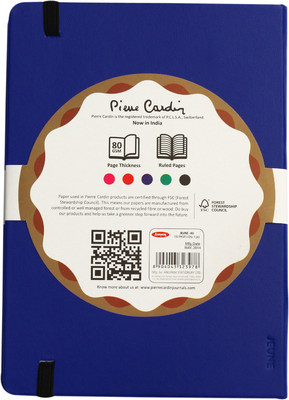 Pierre Cardin
Pierre Cardin is the registered trademark of P.C.L.S.A., Switzerland
Now in India
80
GSM
Page Thickness
Ruled Pages
Paper used in Pierre Cardin products are certified through FSC (Forest
Stewardship Council). This means our papers are manufactured from
controlled or well managed forest or from recycled fibre or wood. Do buy
our products and help us take a greater step forward into the future.
FSC
FOREST
STEWARDSHIP
COUNCIL
8904041323978
Know more about us at www.pierrecardinjournals.com